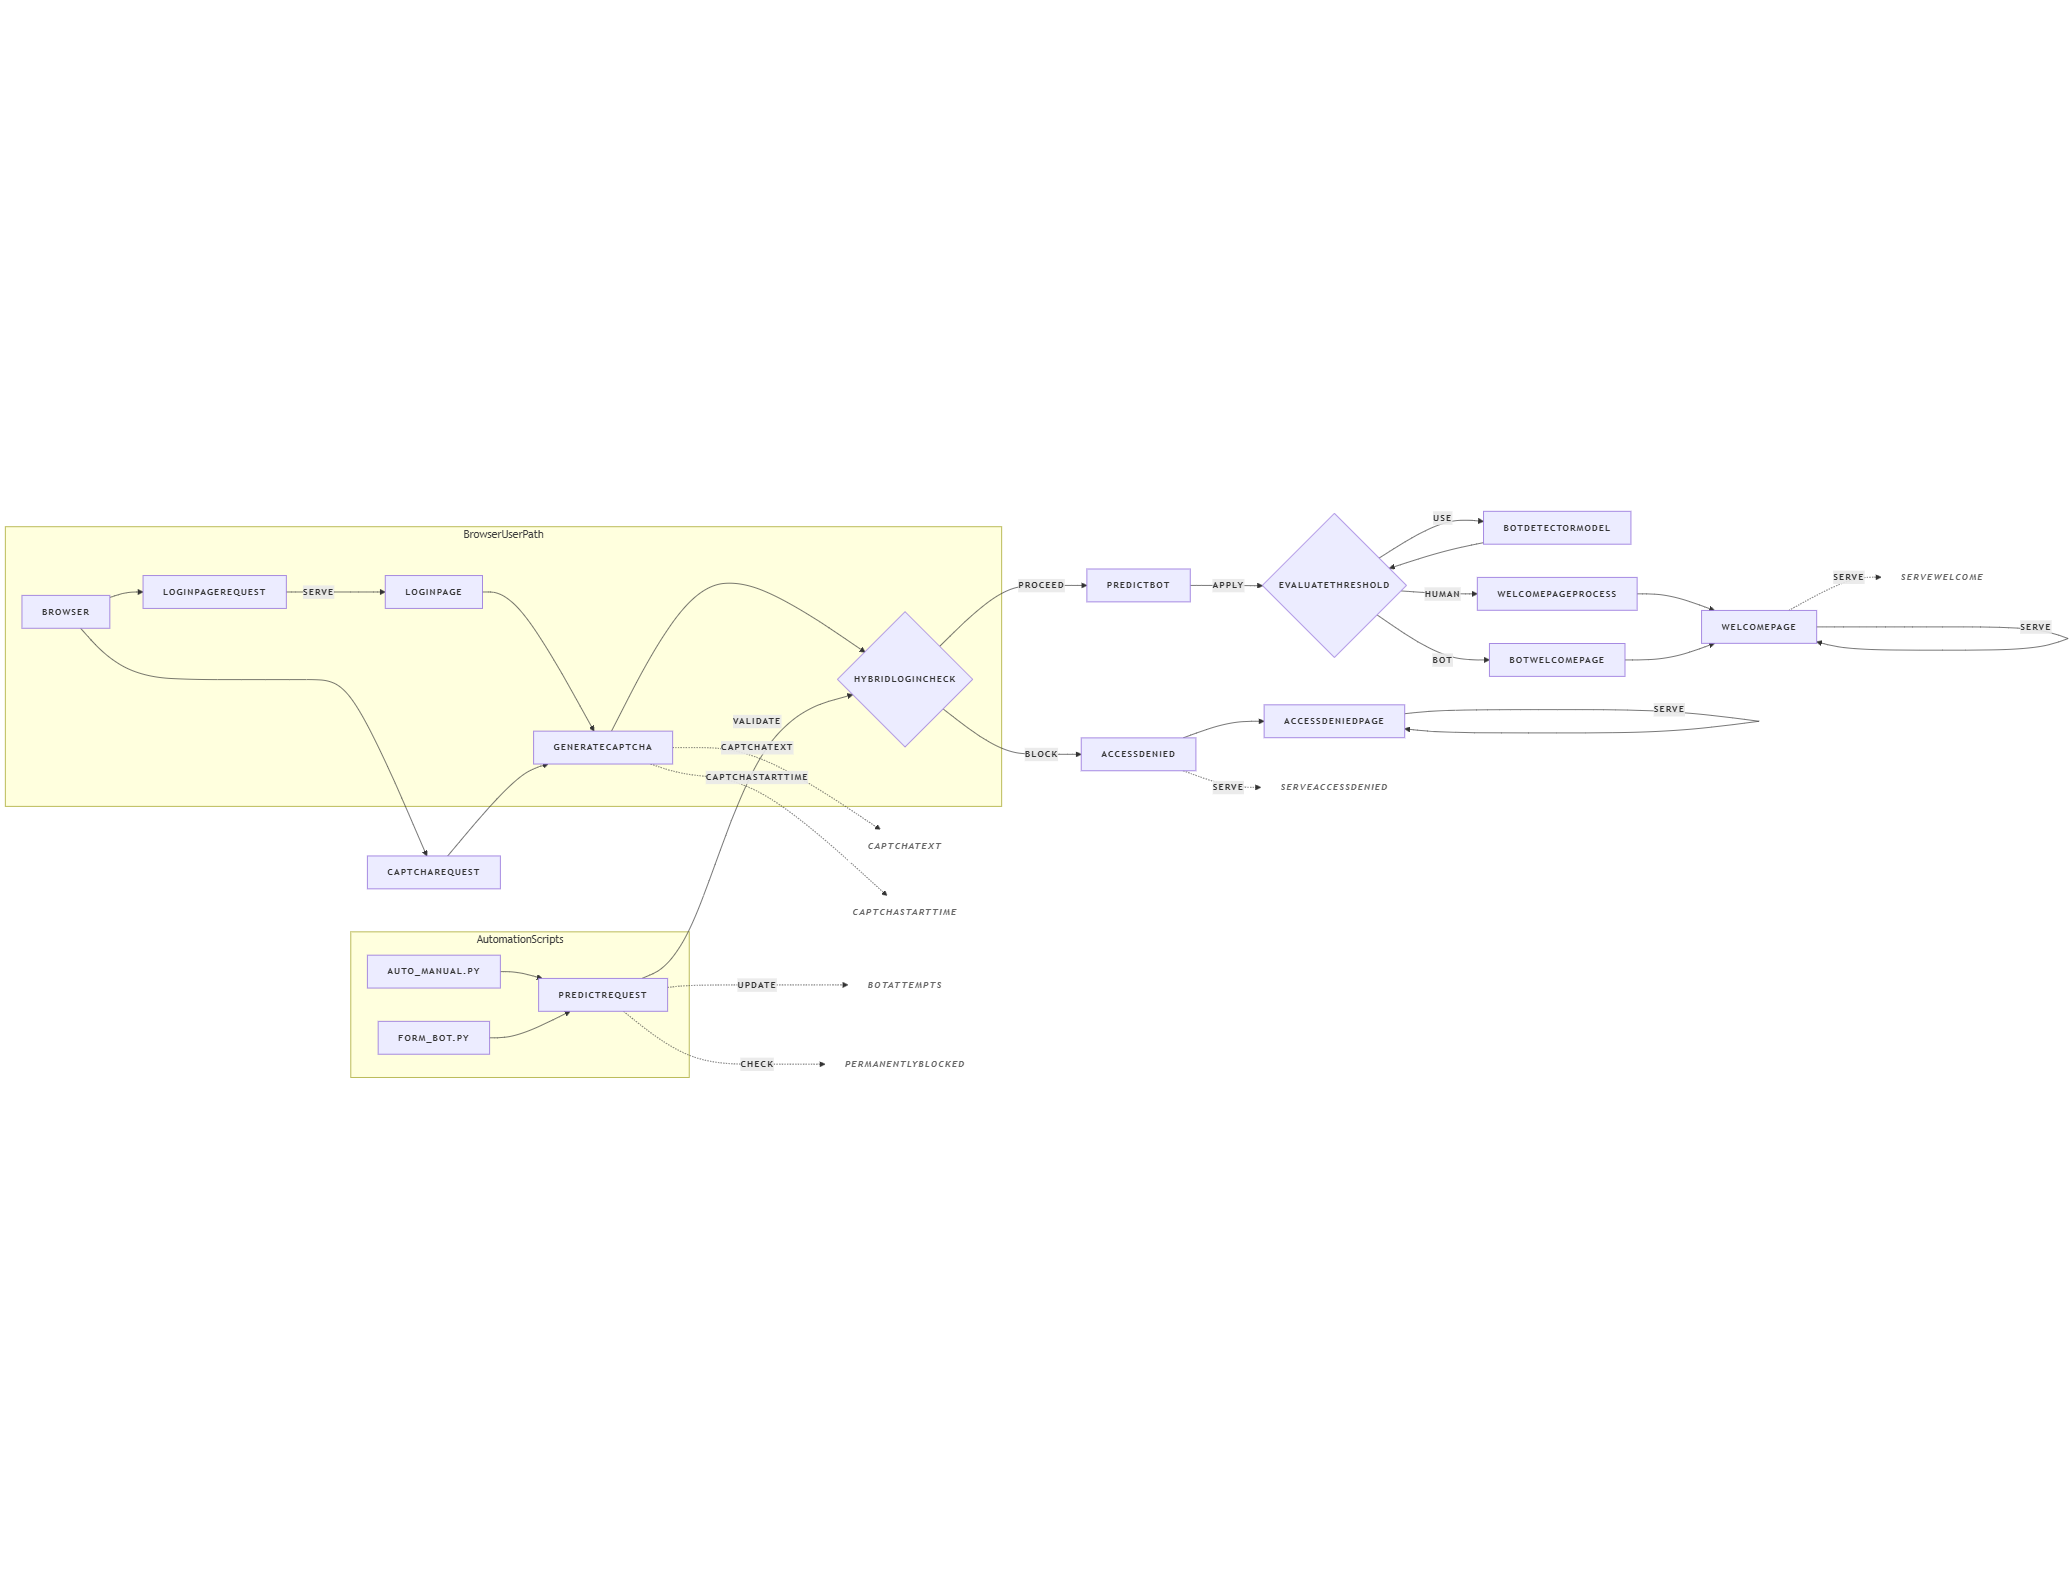 BrowserUserPath
BROWSER
LOGINPAGEREQUEST
SERVE
LOGINPAGE
GENERATECAPTCHA
VALIDATE
CAPTCHATEXT
CAPTCHASTARTTIME
HYBRIDLOGINCHECK
CAPTCHAREQUEST
CAPTCHATEXT
CAPTCHASTARTTIME
AutomationScripts
AUTO_MANUAL.PY
FORM_BOT.PY
PREDICTREQUEST
UPDATE
BOTATTEMPTS
CHECK
PERMANENTLYBLOCKED
PROCEED
PREDICTBOT
APPLY
EVALUATETHRESHOLD
USE
BOTDETECTORMODEL
HUMAN
WELCOMEPAGEPROCESS
BOT
BOTWELCOMEPAGE
WELCOMEPAGE
SERVE
SERVEWELCOME
SERVE
BLOCK
ACCESSDENIED
ACCESSDENIEDPAGE
SERVE
SERVE
SERVEACCESSDENIED